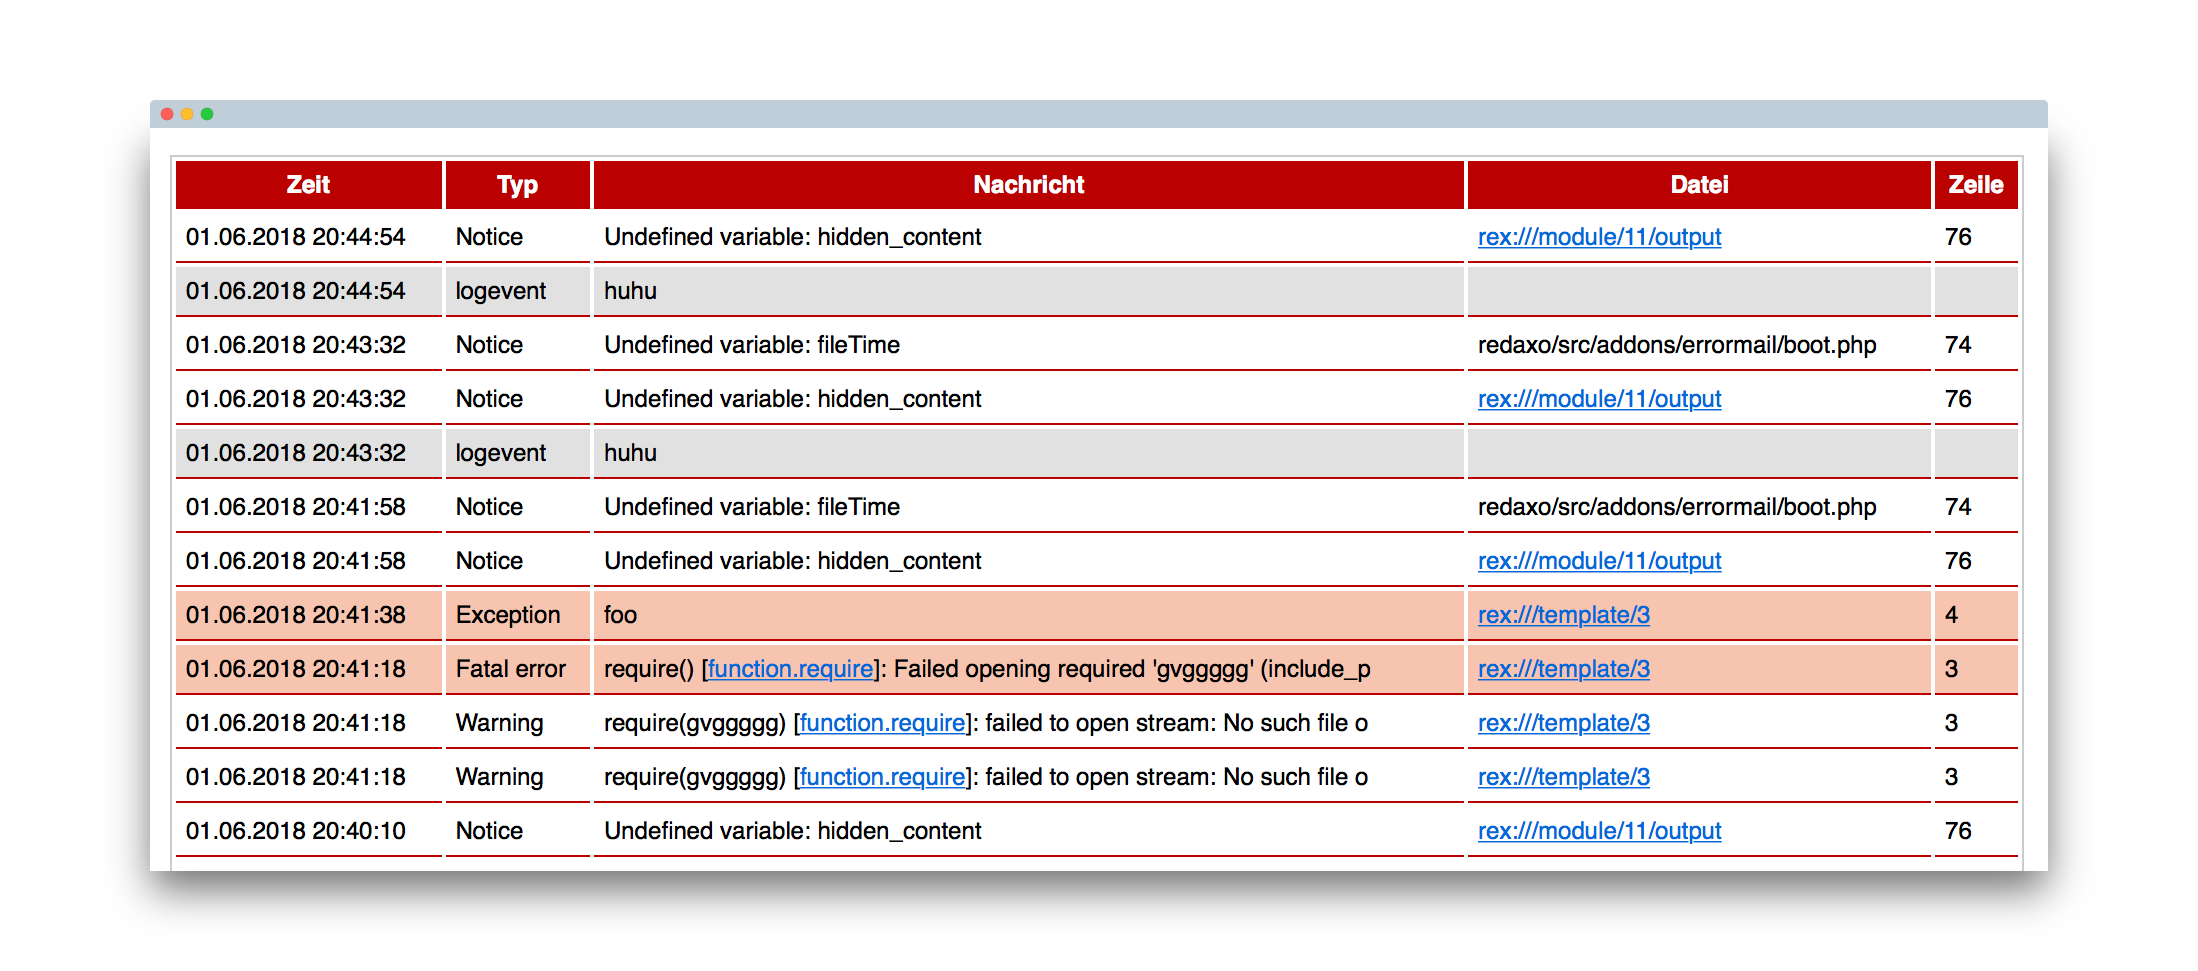 Zeit Typ Nachricht Datei Zeile
01.06.2018 20:44:54 Notice Undefined variable: hidden_content rex:///module/11/output 76
01.06.2018 20:44:54 logevent huhu
01.06.2018 20:43:32 Notice Undefined variable: fileTime redaxo/src/addons/errormail/boot.php 74
01.06.2018 20:43:32 Notice Undefined variable: hidden_content rex:///module/11/output 76
01.06.2018 20:43:32 logevent huhu
01.06.2018 20:41:58 Notice Undefined variable: fileTime redaxo/src/addons/errormail/boot.php 74
01.06.2018 20:41:58 Notice Undefined variable: hidden_content rex:///module/11/output 76
01.06.2018 20:41:38 Exception foo rex:///template/3 4
01.06.2018 20:41:18 Fatal error require() [function.require]: Failed opening required 'gvggggg' (include_p rex:///template/3 3
01.06.2018 20:41:18 Warning require(gvggggg) [function.require]: failed to open stream: No such file o rex:///template/3 3
01.06.2018 20:41:18 Warning require(gvggggg) [function.require]: failed to open stream: No such file o rex:///template/3 3
01.06.2018 20:40:10 Notice Undefined variable: hidden_content rex:///module/11/output 76